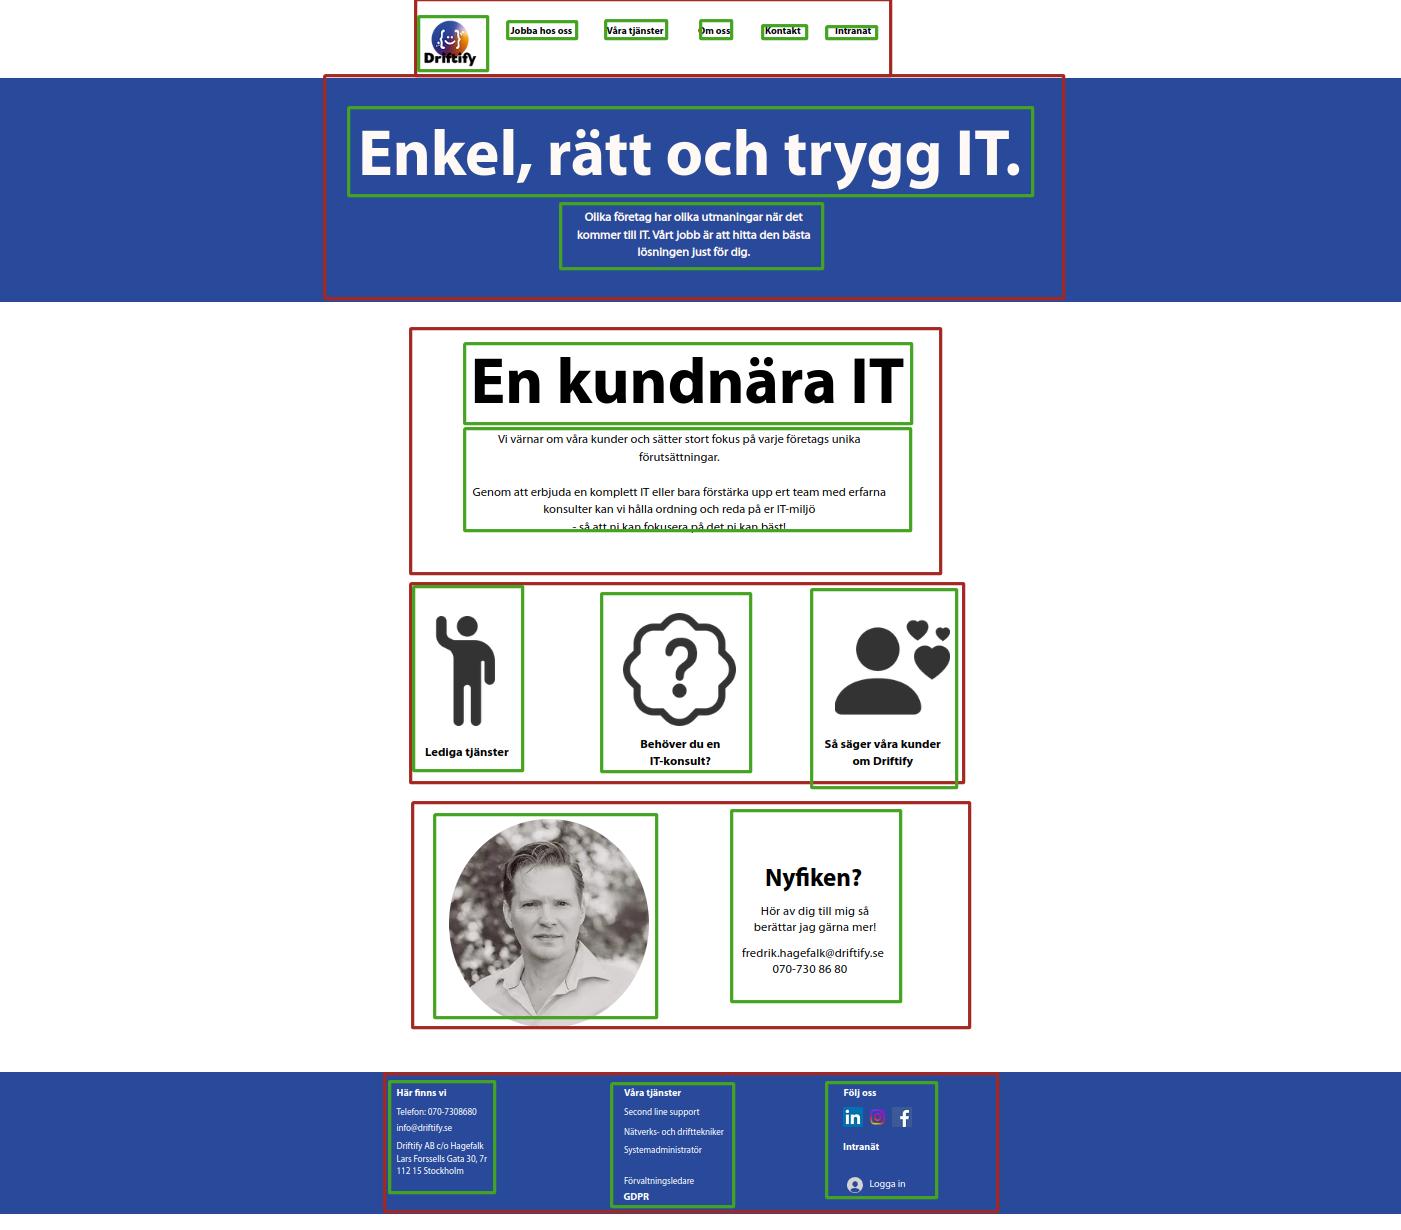 Driftify
Jobba hos oss
Våra tjänster
Om oss
Kontakt
Intranät
Enkel, rätt och trygg IT.
Olika företag har olika utmaningar när det
kommer till IT. Vårt jobb är att hitta den bästa
lösningen just för dig.
En kundnära IT
Vi värnar om våra kunder och sätter stort fokus på varje företags unika
förutsättningar.
Genom att erbjuda en komplett IT eller bara förstärka upp ert team med erfarna
konsulter kan vi hålla ordning och reda på er IT-miljö
- så att ni kan fokusera på det ni kan bäst!
Lediga tjänster
Behöver du en
IT-konsult?
Så säger våra kunder
om Driftify
Nyfiken?
Hör av dig till mig så
berättar jag gärna mer!
fredrik.hagefalk@driftify.se
070-730 86 80
Här finns vi
Telefon: 070-7308680
info@driftify.se
Driftify AB c/o Hagefalk
Lars Forssells Gata 30, 7r
112 15 Stockholm
Våra tjänster
Second line support
Nätverks- och drifttekniker
Systemadministratör
Förvaltningsledare
GDPR
Följ oss
in
f
Intranät
Logga in